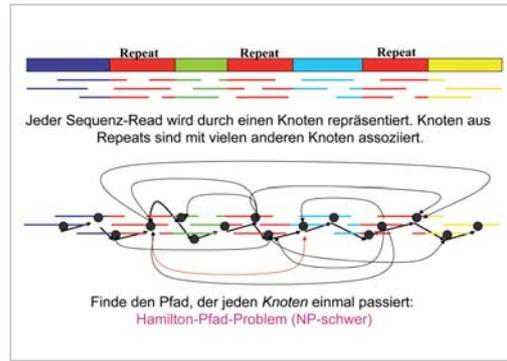 Repeat Repeat Repeat
Jeder Sequenz-Read wird durch einen Knoten repräsentiert. Knoten aus
Repeats sind mit vielen anderen Knoten assoziiert.
Finde den Pfad, der jeden Knoten einmal passiert:
Hamilton-Pfad-Problem (NP-schwer)